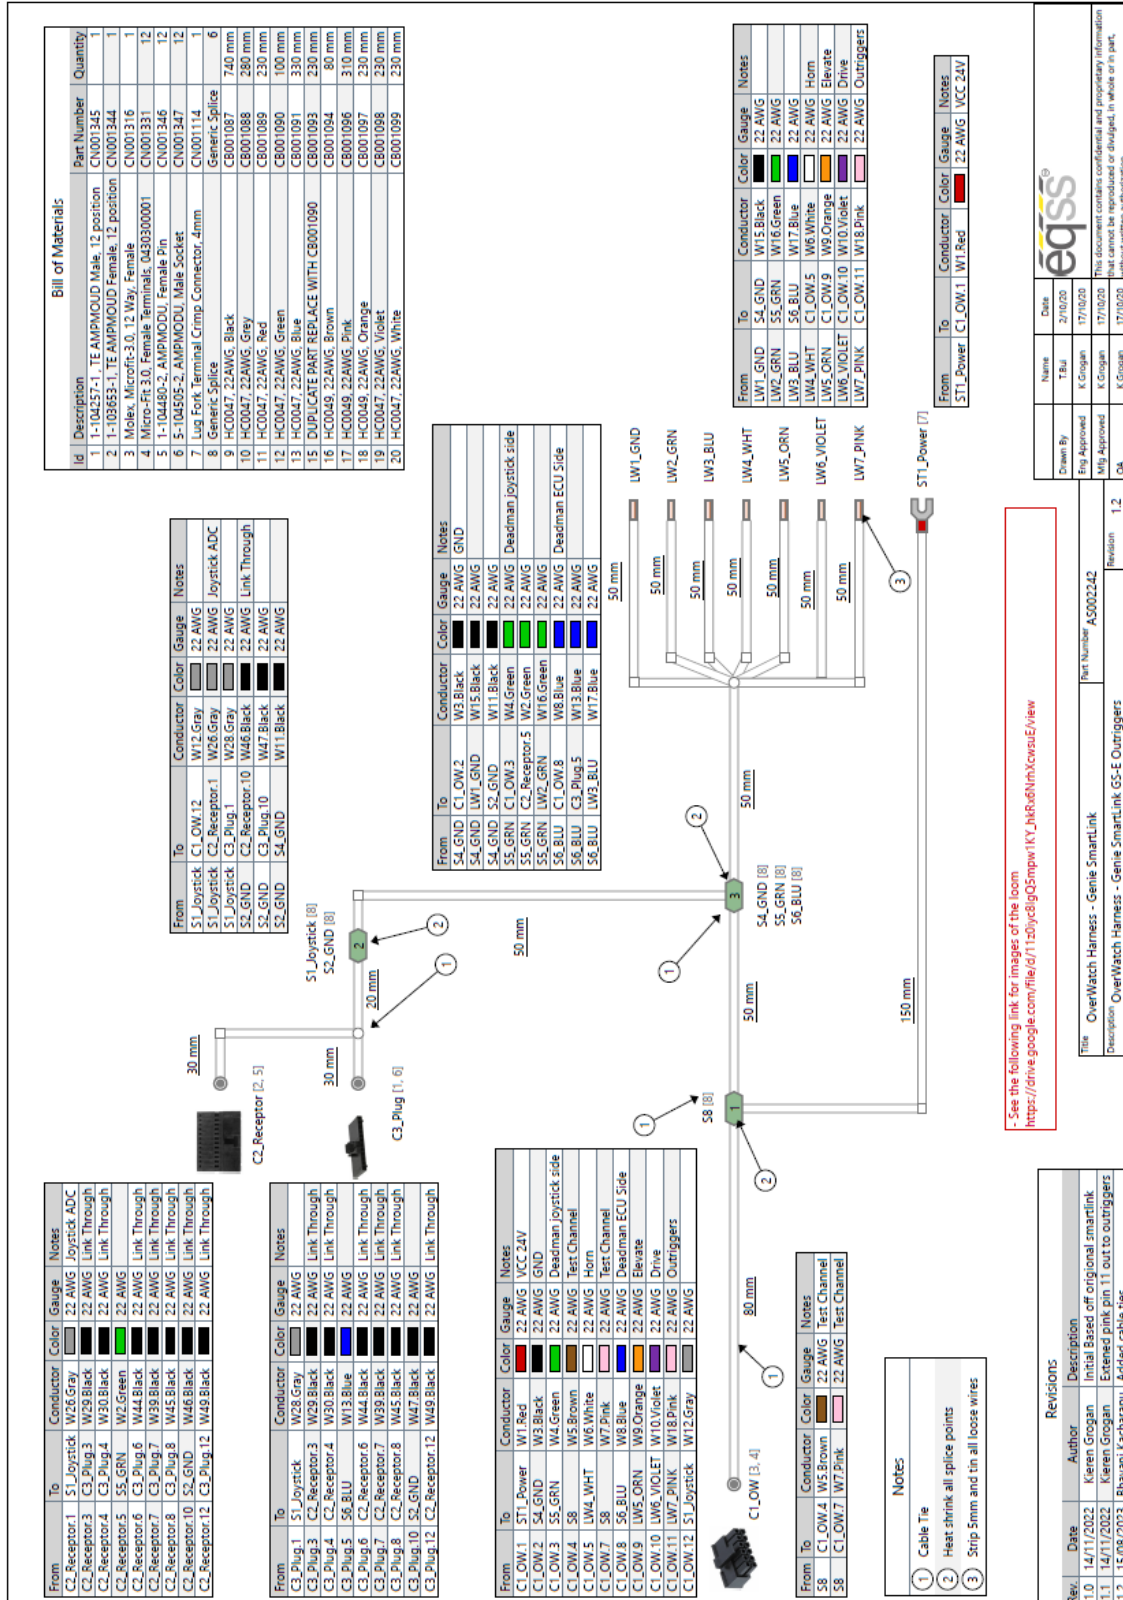 From To Conductor Color Gauge Notes
C2_Receptor.1 S1_Joystick W26.Gray 22 AWG Joystick ADC
C2_Receptor.3 C3_Plug.3 W29.Black 22 AWG Link Through
C2_Receptor.4 C3_Plug.4 W30.Black 22 AWG Link Through
C2_Receptor.5 S5_GRN W2.Green 22 AWG
C2_Receptor.6 C3_Plug.6 W44.Black 22 AWG Link Through
C2_Receptor.7 C3_Plug.7 W39.Black 22 AWG Link Through
C2_Receptor.8 C3_Plug.8 W45.Black 22 AWG Link Through
C2_Receptor.10 S2_GND W46.Black 22 AWG Link Through
C2_Receptor.12 C3_Plug.12 W49.Black 22 AWG Link Through
From To Conductor Color Gauge Notes
C3_Plug.1 S1_Joystick W28.Gray 22 AWG
C3_Plug.3 C2_Receptor.3 W29.Black 22 AWG Link Through
C3_Plug.4 C2_Receptor.4 W30.Black 22 AWG Link Through
C3_Plug.5 S6_BLU W13.Blue 22 AWG
C3_Plug.6 C2_Receptor.6 W44.Black 22 AWG Link Through
C3_Plug.7 C2_Receptor.7 W39.Black 22 AWG Link Through
C3_Plug.8 C2_Receptor.8 W45.Black 22 AWG Link Through
C3_Plug.10 S2_GND W47.Black 22 AWG
C3_Plug.12 C2_Receptor.12 W49.Black 22 AWG Link Through
Bill of Materials
Id Description Part Number Quantity
1 1-104257-1, TE AMPMOUD Male, 12 position CN001345 1
2 1-103653-1, TE AMPMOUD Female, 12 position CN001344 1
3 Molex, Microfit-3.0, 12 Way, Female CN001316 1
4 Micro-Fit 3.0, Female Terminals, 0430300001 CN001331 12
5 1-104480-2, AMPMODU, Female Pin CN001346 12
6 5-104505-2, AMPMODU, Male Socket CN001347 12
7 Lug Fork Terminal Crimp Connector, 4mm CN001114 1
8 Generic Splice Generic Splice 6
9 HC0047, 22AWG, Black CB001087 740 mm
10 HC0047, 22AWG, Grey CB001088 280 mm
11 HC0047, 22AWG, Red CB001089 230 mm
12 HC0047, 22AWG, Green CB001090 100 mm
13 HC0047, 22AWG, Blue CB001091 330 mm
15 DUPLICATE PART REPLACE WITH CB001090 CB001093 230 mm
16 HC0049, 22AWG, Brown CB001094 80 mm
17 HC0049, 22AWG, Pink CB001096 310 mm
18 HC0049, 22AWG, Orange CB001097 230 mm
19 HC0047, 22AWG, Violet CB001098 230 mm
20 HC0047, 22AWG, White CB001099 230 mm
From To Conductor Color Gauge Notes
S1_Joystick C1_OW.12 W12.Gray 22 AWG
S1_Joystick C2_Receptor.1 W26.Gray 22 AWG Joystick ADC
S1_Joystick C3_Plug.1 W28.Gray 22 AWG
S2_GND C2_Receptor.10 W46.Black 22 AWG Link Through
S2_GND C3_Plug.10 W47.Black 22 AWG
S2_GND S4_GND W11.Black 22 AWG
30 mm
C2_Receptor [2, 5]
S1_Joystick [8]
S2_GND [8]
30 mm
2
20 mm
C3_Plug [1, 6]
2
1
From To Conductor Color Gauge Notes
S4_GND C1_OW.2 W3.Black 22 AWG GND
S4_GND LW1_GND W15.Black 22 AWG
S4_GND S2_GND W11.Black 22 AWG
S5_GRN C1_OW.3 W4.Green 22 AWG Deadman joystick side
S5_GRN C2_Receptor.5 W2.Green 22 AWG
S5_GRN LW2_GRN W16.Green 22 AWG
S6_BLU C1_OW.8 W8.Blue 22 AWG Deadman ECU Side
S6_BLU C3_Plug.5 W13.Blue 22 AWG
S6_BLU LW3_BLU W17.Blue 22 AWG
50 mm
From To Conductor Color Gauge Notes
C1_OW.1 ST1_Power W1.Red 22 AWG VCC 24V
C1_OW.2 S4_GND W3.Black 22 AWG GND
C1_OW.3 S5_GRN W4.Green 22 AWG Deadman joystick side
C1_OW.4 S8 W5.Brown 22 AWG Test Channel
C1_OW.5 LW4_WHT W6.White 22 AWG Horn
C1_OW.7 S8 W7.Pink 22 AWG Test Channel
C1_OW.8 S6_BLU W8.Blue 22 AWG Deadman ECU Side
C1_OW.9 LW5_ORN W9.Orange 22 AWG Elevate
C1_OW.10 LW6_VIOLET W10.Violet 22 AWG Drive
C1_OW.11 LW7_PINK W18.Pink 22 AWG Outriggers
C1_OW.12 S1_Joystick W12.Gray 22 AWG
C1_OW [3, 4]
1
80 mm
1
2
S8 [8]
1
50 mm
1
2
3
S4_GND [8]
S5_GRN [8]
S6_BLU [8]
50 mm
150 mm
50 mm
LW1_GND
50 mm
LW2_GRN
50 mm
LW3_BLU
50 mm
LW4_WHT
50 mm
LW5_ORN
50 mm
LW6_VIOLET
50 mm
LW7_PINK
3
ST1_Power [7]
From To Conductor Color Gauge Notes
LW1_GND S4_GND W15.Black 22 AWG
LW2_GRN S5_GRN W16.Green 22 AWG
LW3_BLU S6_BLU W17.Blue 22 AWG
LW4_WHT C1_OW.5 W6.White 22 AWG Horn
LW5_ORN C1_OW.9 W9.Orange 22 AWG Elevate
LW6_VIOLET C1_OW.10 W10.Violet 22 AWG Drive
LW7_PINK C1_OW.11 W18.Pink 22 AWG Outriggers
From To Conductor Color Gauge Notes
ST1_Power C1_OW.1 W1.Red 22 AWG VCC 24V
From To Conductor Color Gauge Notes
S8 C1_OW.4 W5.Brown 22 AWG Test Channel
S8 C1_OW.7 W7.Pink 22 AWG Test Channel
Notes
1 Cable Tie
2 Heat shrink all splice points
3 Strip 5mm and tin all loose wires
- See the following link for images of the loom
Revisions
Rev. Date Author Description
1.0 14/11/2022 Kieren Grogan Initial Based off origional smartlink
1.1 14/11/2022 Kieren Grogan Extened pink pin 11 out to outriggers
1.2 15/08/2023 Bhavani Added cable ties
Title OverWatch Harness - Genie SmartLink
Part Number AS002242
Description OverWatch Harness - Genie SmartLink GS-E Outriggers
Revision 1.2
Name Date
Drawn By T.Bui 2/10/20
Eng Approved K Grogan 17/10/20
Mfg Approved K Grogan 17/10/20
QA K Grogan 17/10/20
eqss®
This document contains confidential and proprietary information
that cannot be reproduced or divulged, in whole or in part,
without written authorization